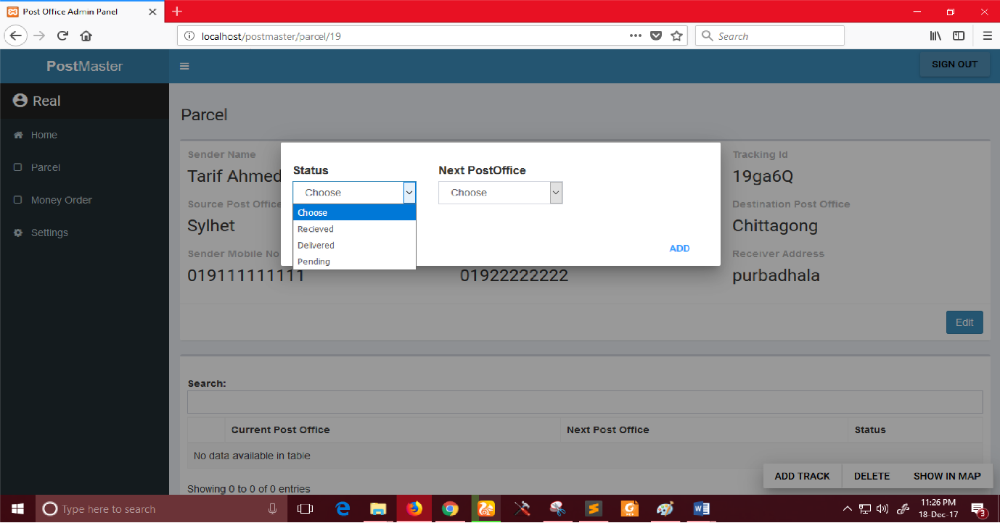 Post Office Admin Panel
localhost/postmaster/parcel/19
Search
PostMaster
SIGN OUT
Real
Home
Parcel
Money Order
Settings
Parcel
Sender Name
Tarif Ahmed
Source Post Office
Sylhet
Sender Mobile No
019111111111
01922222222
Tracking Id
19ga6Q
Destination Post Office
Chittagong
Receiver Address
purbadhala
Status
Choose
Choose
Recieved
Delivered
Pending
Next PostOffice
Choose
ADD
Edit
Search:
Current Post Office
Next Post Office
Status
No data available in table
Showing 0 to 0 of 0 entries
ADD TRACK
DELETE
SHOW IN MAP
Type here to search
11:26 PM
18-Dec-17
3